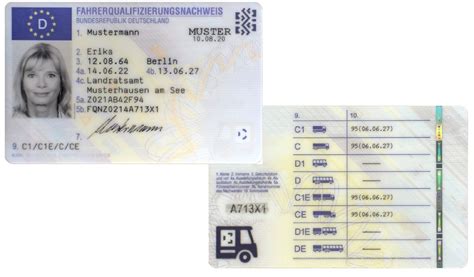 FAHRERQUALIFIZIERUNGSNACHWEIS
BUNDESREPUBLIK DEUTSCHLAND
D
1. Mustermann
MUSTER
10.08.20
2. Erika
3. 12.08.64 Berlin
4a. 14.06.22 4b. 13.06.27
4c. Landratsamt
Musterhausen am See
5a. Z021AB42F94
5b. FQNZ0214A713X1
9. C1/C1E/C/CE
9. 10.
C1 95(06.06.27)
C 95(06.06.27)
D1 —
D —
C1E 95(06.06.27)
CE 95(06.06.27)
D1E —
DE —
A713X1